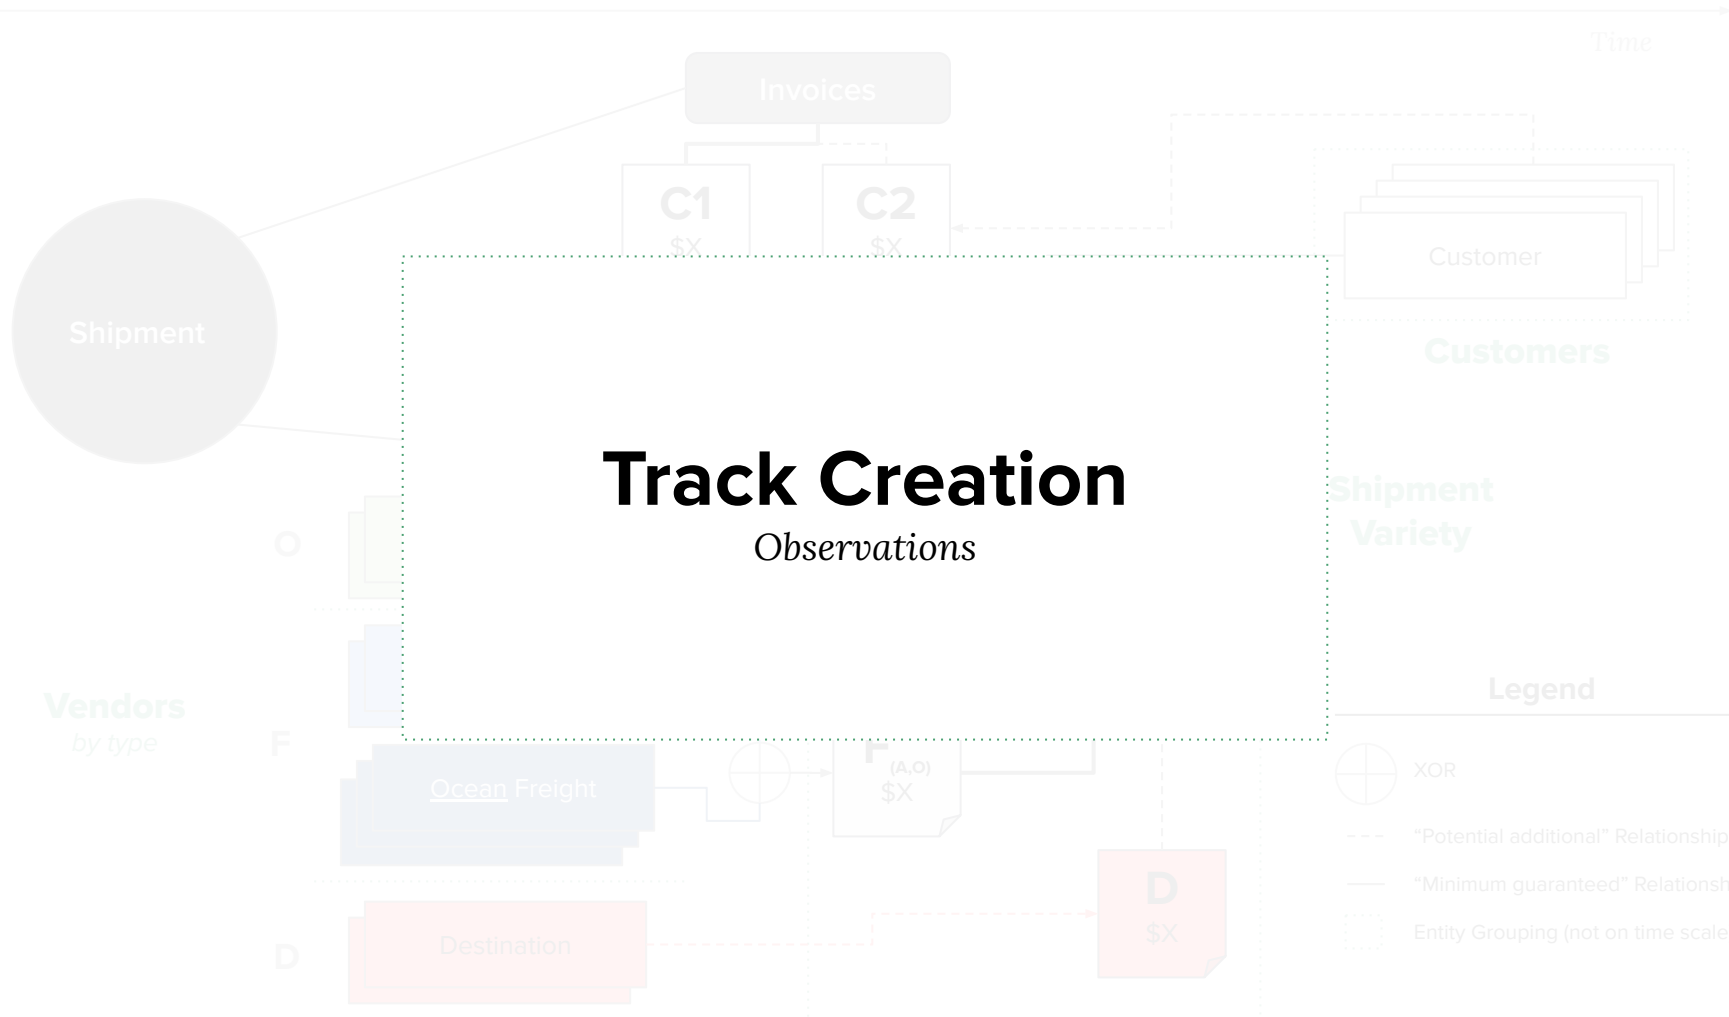 Time
Invoices
C1
$X
C2
$X
Customer
Shipment
Customers
Track Creation
Observations
Shipment
Variety
O
Vendors
by type
F
Ocean Freight
F(A,O)
$X
Legend
XOR
“Potential additional” Relationship
“Minimum guaranteed”
Entity Grouping (not on time scale
D
$X
Destination
D